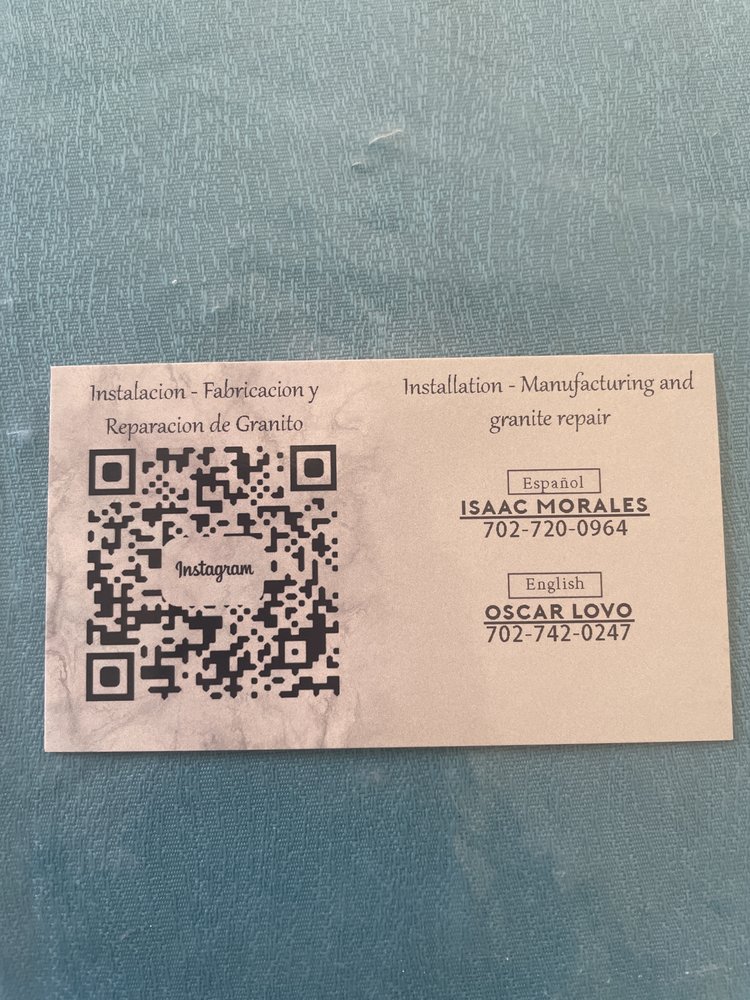 Instalacion - Fabricacion y
Reparacion de Granito
Instagram
Installation - Manufacturing and
granite repair
Español
ISAAC MORALES
702-720-0964
English
OSCAR LOVO
702-742-0247